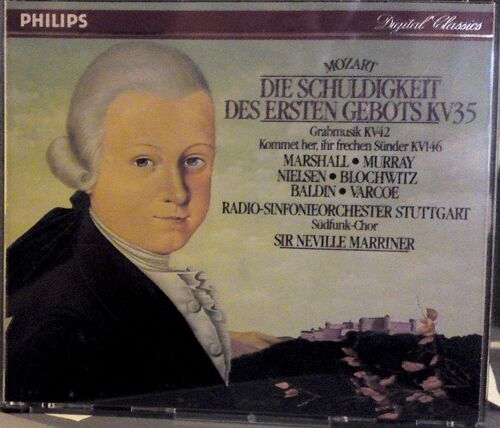 PHILIPS
Digital Classics
MOZART
DIE SCHULDIGKEIT
DES ERSTEN GEBOTS KV35
Grabmusik KV42
Kommet her, ihr frechen Sünder KV146
MARSHALL • MURRAY
NIELSEN • BLOCHWITZ
BALDIN • VARCOE
RADIO-SINFONIEORCHESTER STUTTGART
Südfunk-Chor
SIR NEVILLE MARRINER